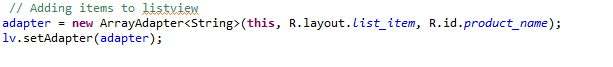 // Adding items to listview
adapter = new ArrayAdapter<String>(this, R.layout.list_item, R.id.product_name);
lv.setAdapter(adapter);